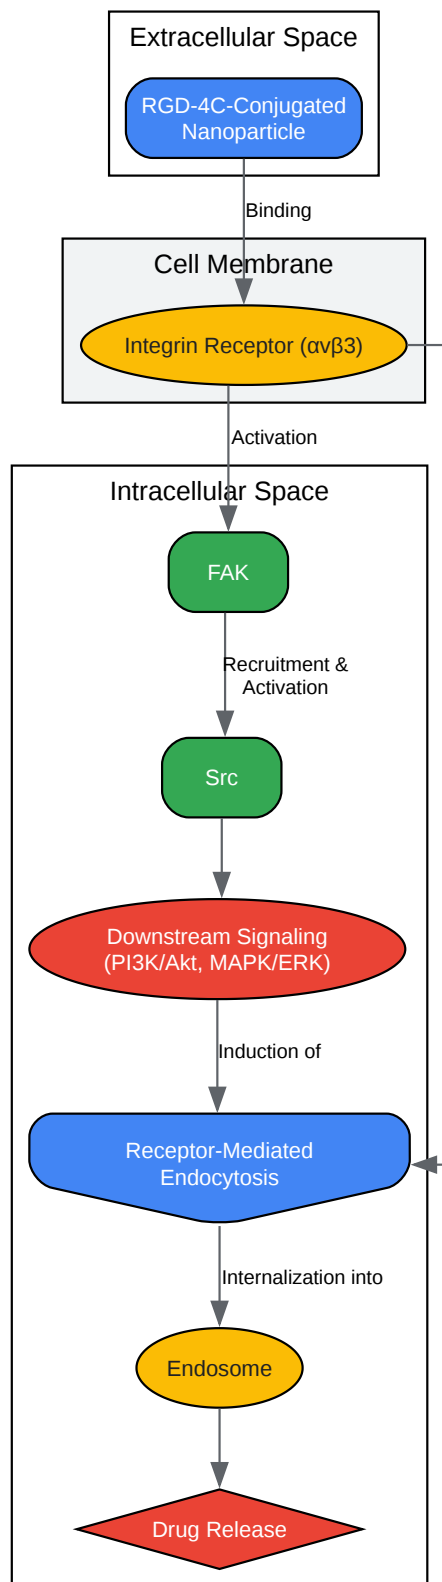 Extracellular Space
RGD-4C-Conjugated
Nanoparticle
Binding
Cell Membrane
Integrin Receptor (αvβ3)
Activation
Intracellular Space
FAK
Recruitment &
Activation
Src
Downstream Signaling
(PI3K/Akt, MAPK/ERK)
Induction of
Receptor-Mediated
Endocytosis
Internalization into
Endosome
Drug Release